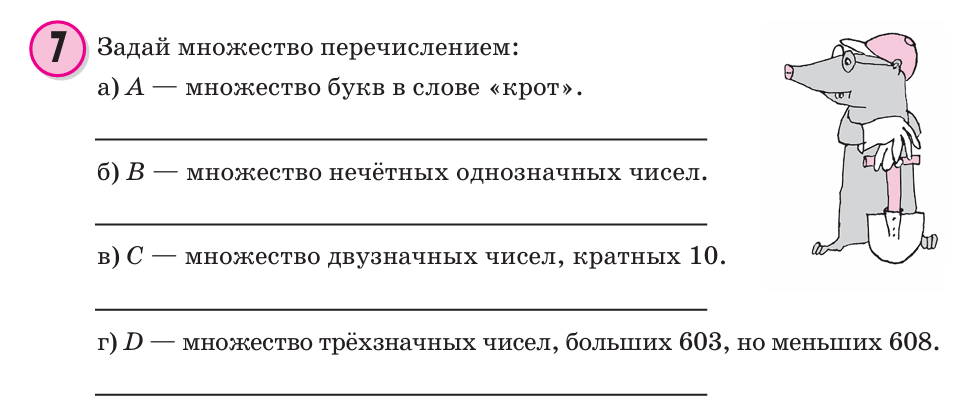 7 Задай множество перечислением:
а) A — множество букв в слове «крот».
б) B — множество нечётных однозначных чисел.
в) C — множество двузначных чисел, кратных 10.
г) D — множество трёхзначных чисел, больших 603, но меньших 608.